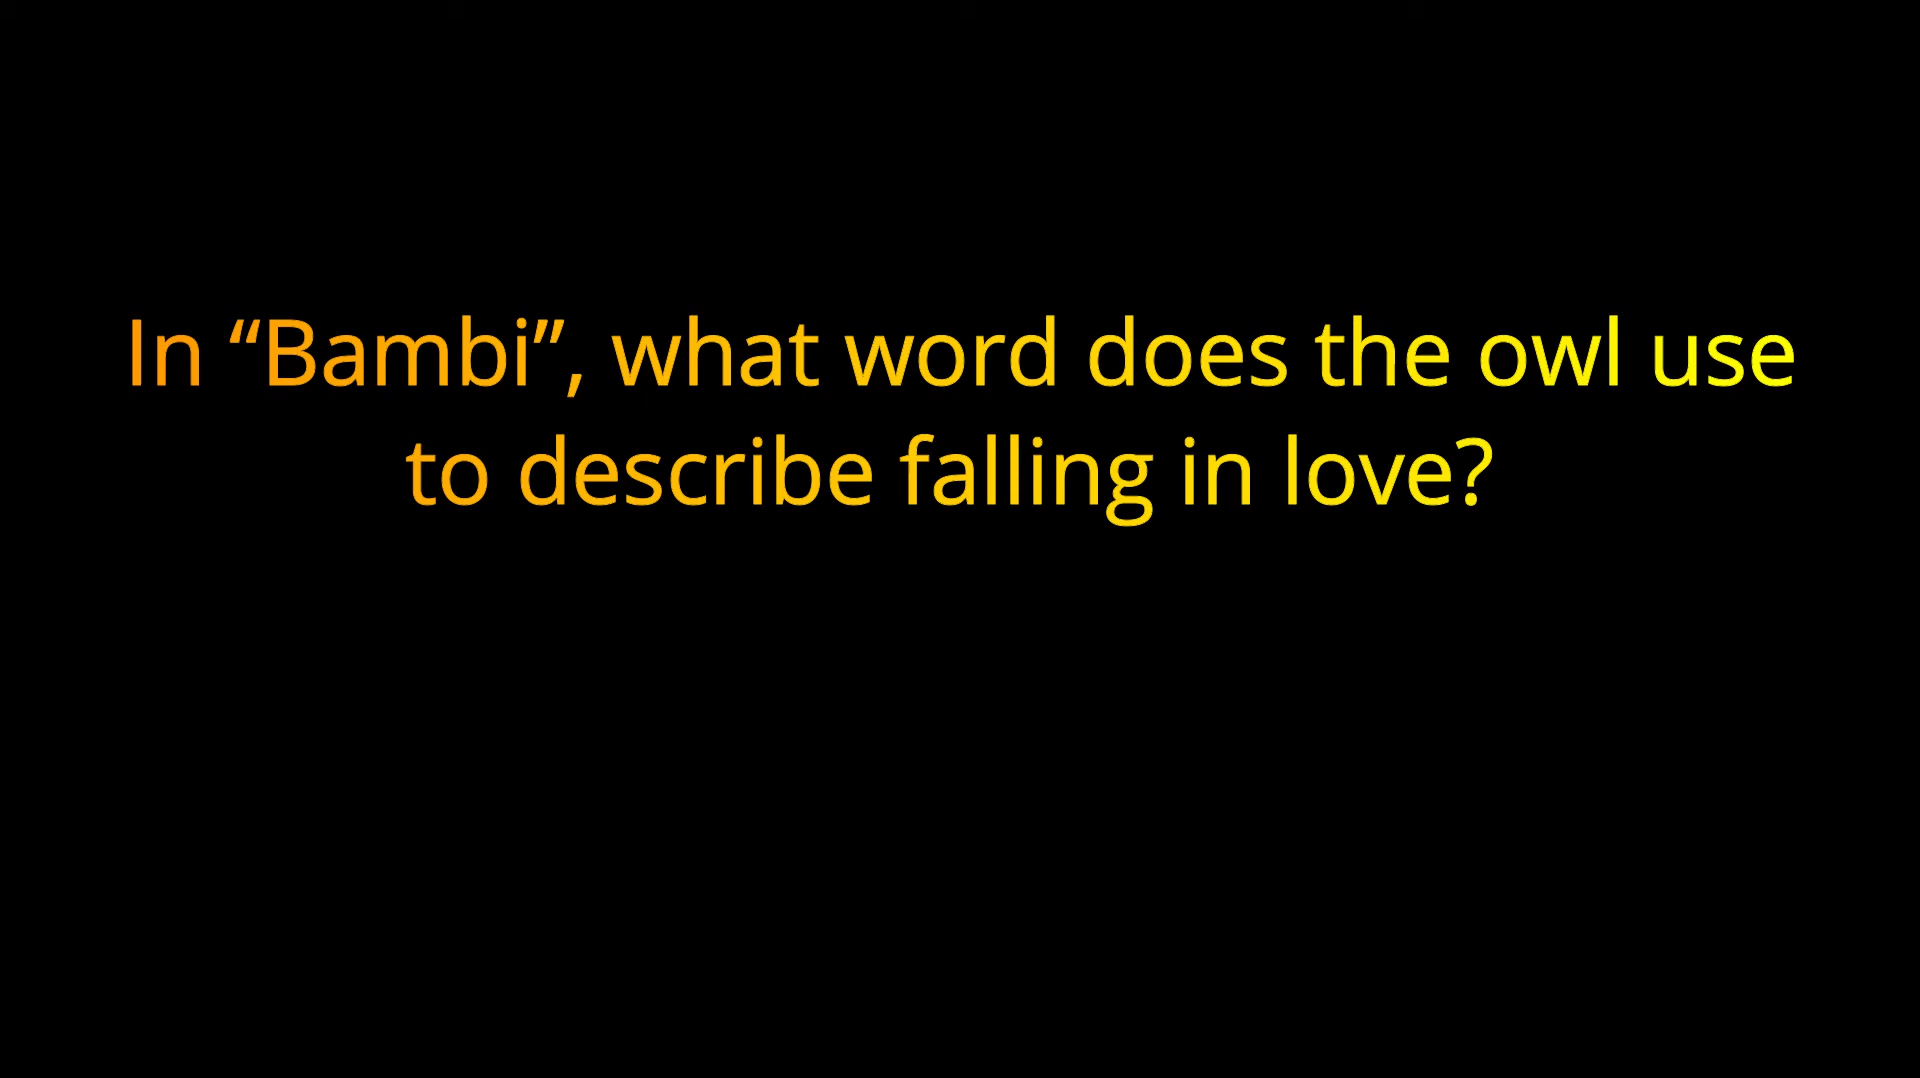 In “Bambi”, what word does the owl use
to describe falling in love?